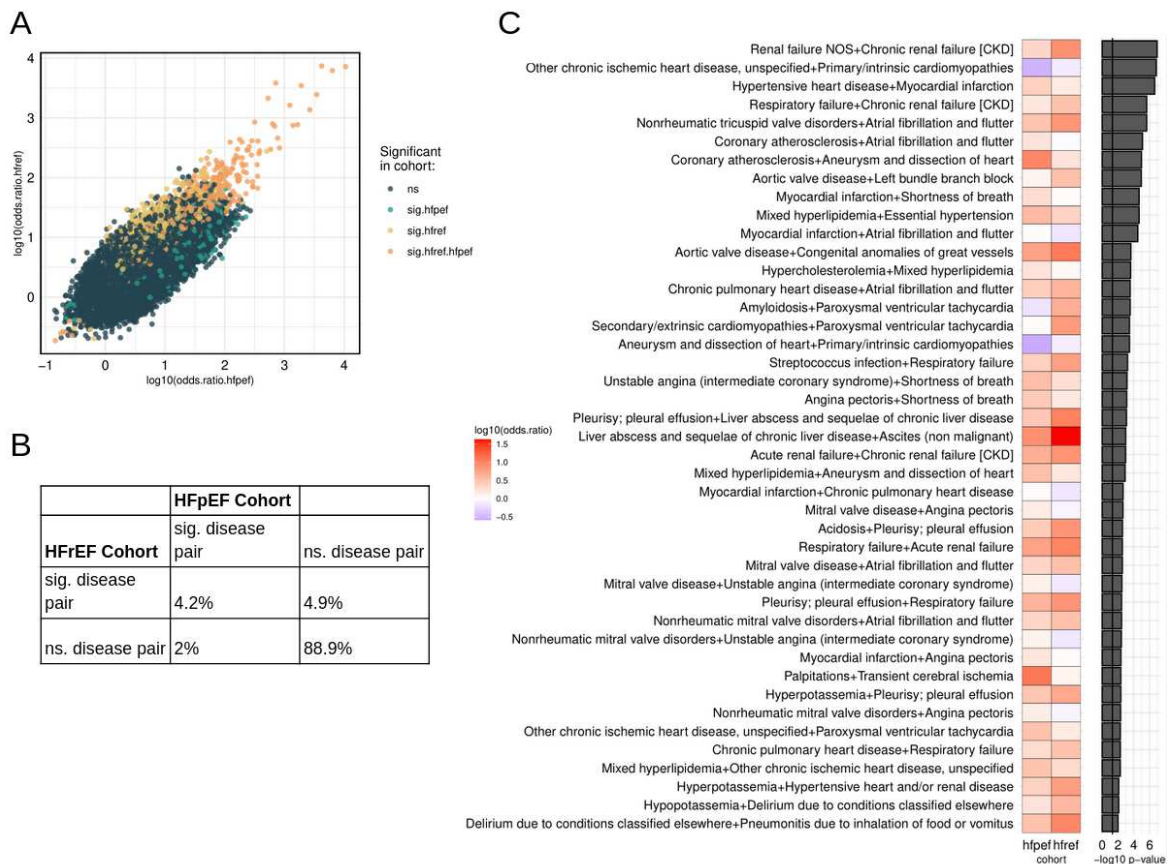 A
4
3
2
1
0
−1
0
1
2
3
4
log10(odds.ratio.hfref)
log10(odds.ratio.hfpef)
Significant
in cohort:
ns
sig.hfpef
sig.hfref
sig.hfref.hfpef
B
HFpEF Cohort
HFrEF Cohort
sig. disease
pair
ns. disease pair
sig. disease
pair
4.2%
4.9%
ns. disease pair
2%
88.9%
C
Renal failure NOS+Chronic renal failure [CKD]
Other chronic ischemic heart disease, unspecified+Primary/intrinsic cardiomyopathies
Hypertensive heart disease+Myocardial infarction
Respiratory failure+Chronic renal failure [CKD]
Nonrheumatic tricuspid valve disorders+Atrial fibrillation and flutter
Coronary atherosclerosis+Atrial fibrillation and flutter
Coronary atherosclerosis+Aneurysm and dissection of heart
Aortic valve disease+Left bundle branch block
Myocardial infarction+Shortness of breath
Mixed hyperlipidemia+Essential hypertension
Myocardial infarction+Atrial fibrillation and flutter
Aortic valve disease+Congenital anomalies of great vessels
Hypercholesterolemia+Mixed hyperlipidemia
Chronic pulmonary heart disease+Atrial fibrillation and flutter
Amyloidosis+Paroxysmal ventricular tachycardia
Secondary/extrinsic cardiomyopathies+Paroxysmal ventricular tachycardia
Aneurysm and dissection of heart+Primary/intrinsic cardiomyopathies
Streptococcus infection+Respiratory failure
Unstable angina (intermediate coronary syndrome)+Shortness of breath
Angina pectoris+Shortness of breath
Pleurisy; pleural effusion+Liver abscess and sequelae of chronic liver disease
Liver abscess and sequelae of chronic liver disease+Ascites (non malignant)
Acute renal failure+Chronic renal failure [CKD]
Mixed hyperlipidemia+Aneurysm and dissection of heart
Myocardial infarction+Chronic pulmonary heart disease
Mitral valve disease+Angina pectoris
Acidosis+Pleurisy; pleural effusion
Respiratory failure+Acute renal failure
Mitral valve disease+Atrial fibrillation and flutter
Mitral valve disease+Unstable angina (intermediate coronary syndrome)
Pleurisy; pleural effusion+Respiratory failure
Nonrheumatic mitral valve disorders+Atrial fibrillation and flutter
Nonrheumatic mitral valve disorders+Unstable angina (intermediate coronary syndrome)
Myocardial infarction+Angina pectoris
Palpitations+Transient cerebral ischemia
Hyperpotassemia+Pleurisy; pleural effusion
Nonrheumatic mitral valve disorders+Angina pectoris
Other chronic ischemic heart disease, unspecified+Paroxysmal ventricular tachycardia
Chronic pulmonary heart disease+Respiratory failure
Mixed hyperlipidemia+Other chronic ischemic heart disease, unspecified
Hyperpotassemia+Hypertensive heart and/or renal disease
Hypopotassemia+Delirium due to conditions classified elsewhere
Delirium due to conditions classified elsewhere+Pneumonitis due to inhalation of food or vomitus
log10(odds.ratio)
1.5
1.0
0.5
0.0
−0.5
hfpef hfref
cohort
0 2 4 6
−log10 p−value